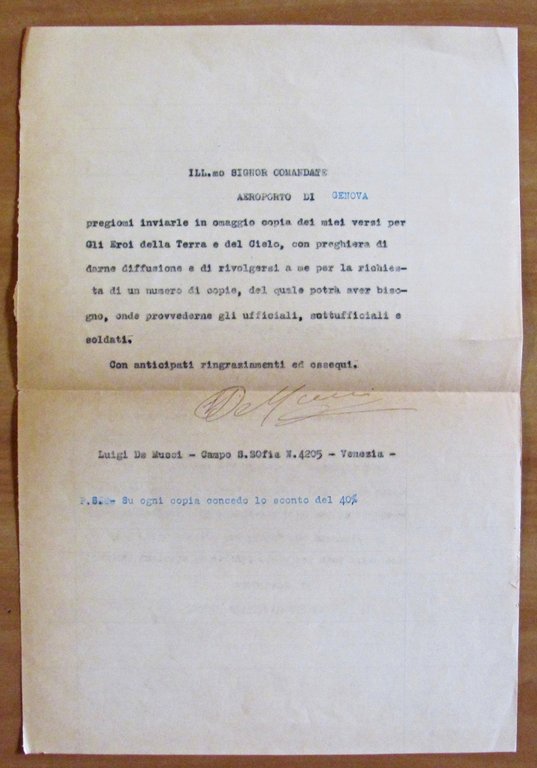 ILL.mo SIGNOR COMANDATE
AEROPORTO DI GENOVA
pregiomi inviarle in omaggio copia dei miei versi per
Gli Eroi della Terra e del Cielo, con preghiera di
darne diffusione e di rivolgersi a me per la richies-
ta di un numero di copie, del quale potrà aver biso-
gno, onde provvederne gli ufficiali, sottufficiali e
soldati.
Con anticipati ringraziamenti ed ossequi.
De Mucci
Luigi De Mucci - Campo S.SOfia N.4205 - Venezia -
Su ogni copia concedo lo sconto del 40%